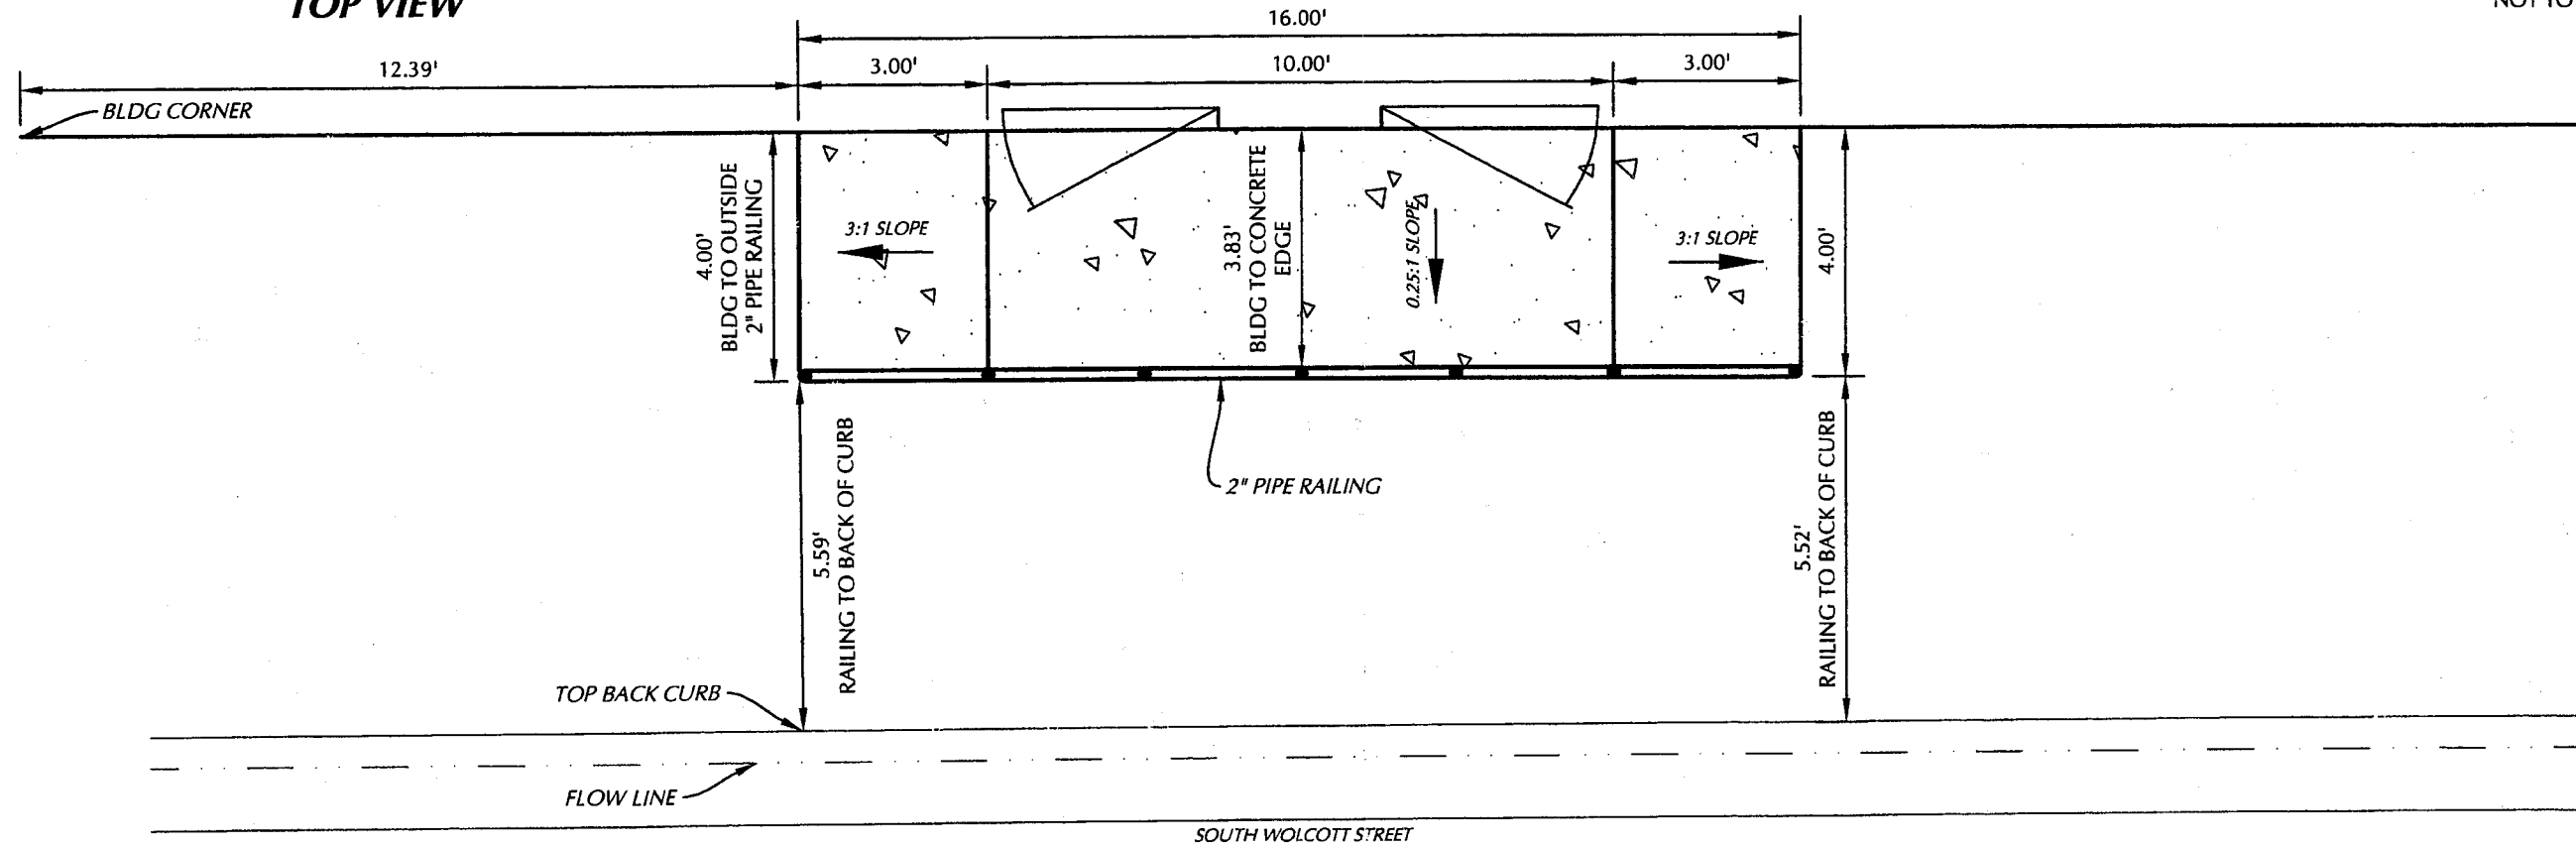 TOP VIEW
NOT TO
16.00'
12.39'
3.00'
10.00'
3.00'
BLDG CORNER
4.00'
BLDG TO OUTSIDE
2" PIPE RAILING
3:1 SLOPE
3.83'
BLDG TO CONCRETE
EDGE
0.25:1 SLOPE
3:1 SLOPE
4.00'
5.59'
RAILING TO BACK OF CURB
2" PIPE RAILING
5.52'
RAILING TO BACK OF CURB
TOP BACK CURB
FLOW LINE
SOUTH WOLCOTT STREET